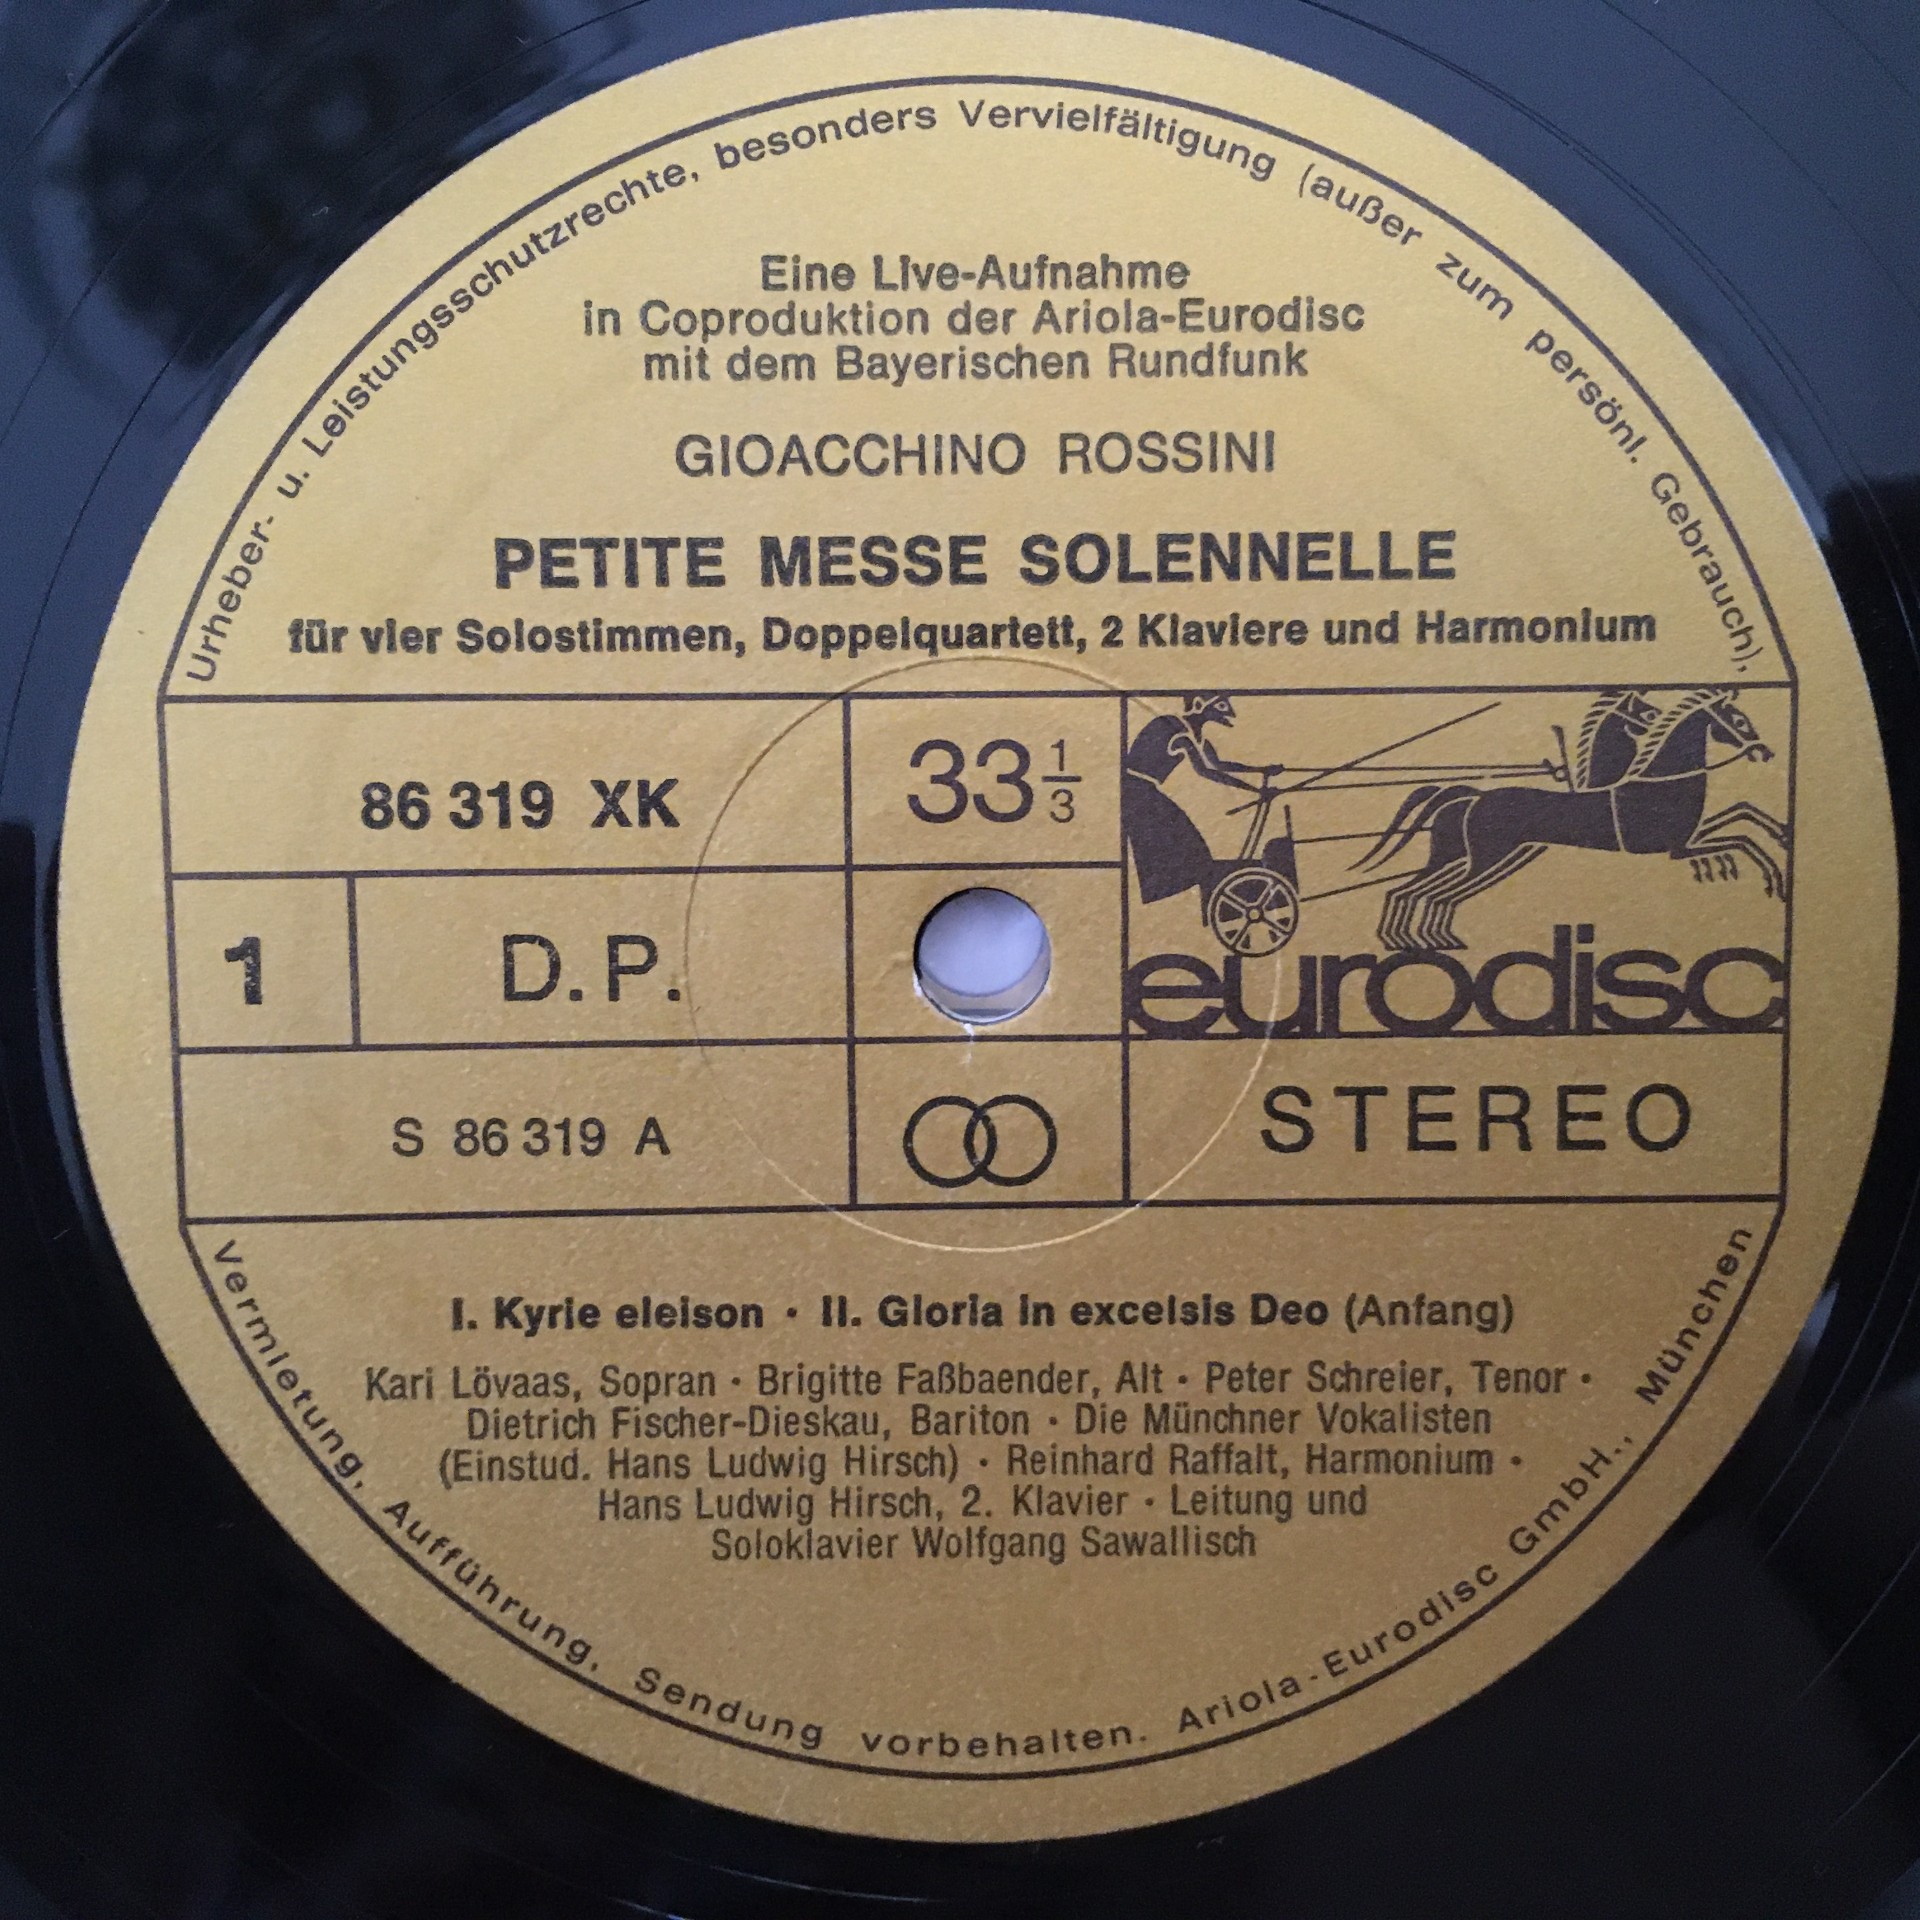 Urheber- u. Leistungsschutzrechte, besonders Vervielfältigung (außer zum persönl. Gebrauch),
Eine Live-Aufnahme
in Coproduktion der Ariola-Eurodisc
mit dem Bayerischen Rundfunk
GIOACCHINO ROSSINI
PETITE MESSE SOLENNELLE
für vier Solostimmen, Doppelquartett, 2 Klaviere und Harmonium
86 319 XK
33 1/3
1
D.P.
eurodisc
S 86 319 A
STEREO
I. Kyrie eleison · II. Gloria in excelsis Deo (Anfang)
Kari Lövaas, Sopran · Brigitte Faßbaender, Alt · Peter Schreier, Tenor ·
Dietrich Fischer-Dieskau, Bariton · Die Münchner Vokalisten
(Einstud. Hans Ludwig Hirsch) · Reinhard Raffalt, Harmonium ·
Hans Ludwig Hirsch, 2. Klavier · Leitung und
Soloklavier Wolfgang Sawallisch
Vermietung, Aufführung, Sendung vorbehalten. Ariola-Eurodisc GmbH., München